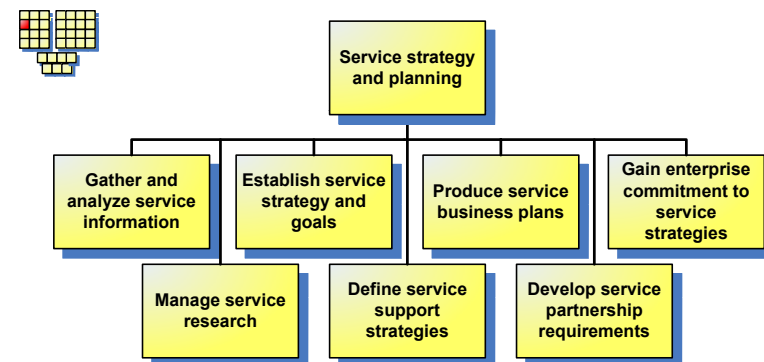 Service strategy
and planning
Gather and
analyze service
information
Establish service
strategy and
goals
Produce service
business plans
Gain enterprise
commitment to
service
strategies
Manage service
research
Define service
support
strategies
Develop service
partnership
requirements